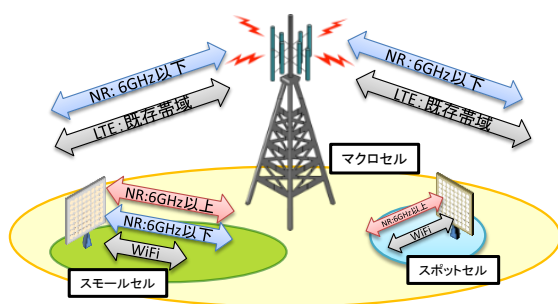 NR:6GHz以下
LTE:既存帯域
NR:6GHz以下
LTE:既存帯域
マクロセル
NR:6GHz以上
NR:6GHz以下
WiFi
スモールセル
NR:6GHz以上
WiFi
スポットセル